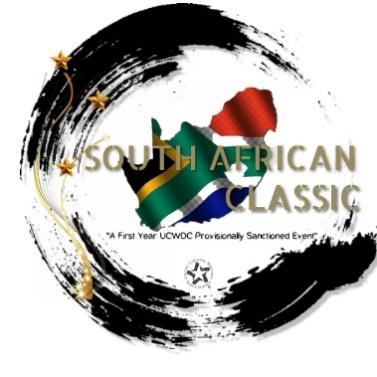 SOUTH AFRICAN
CLASSIC
"A First Year UCWDC Provisionally Sanctioned Event"